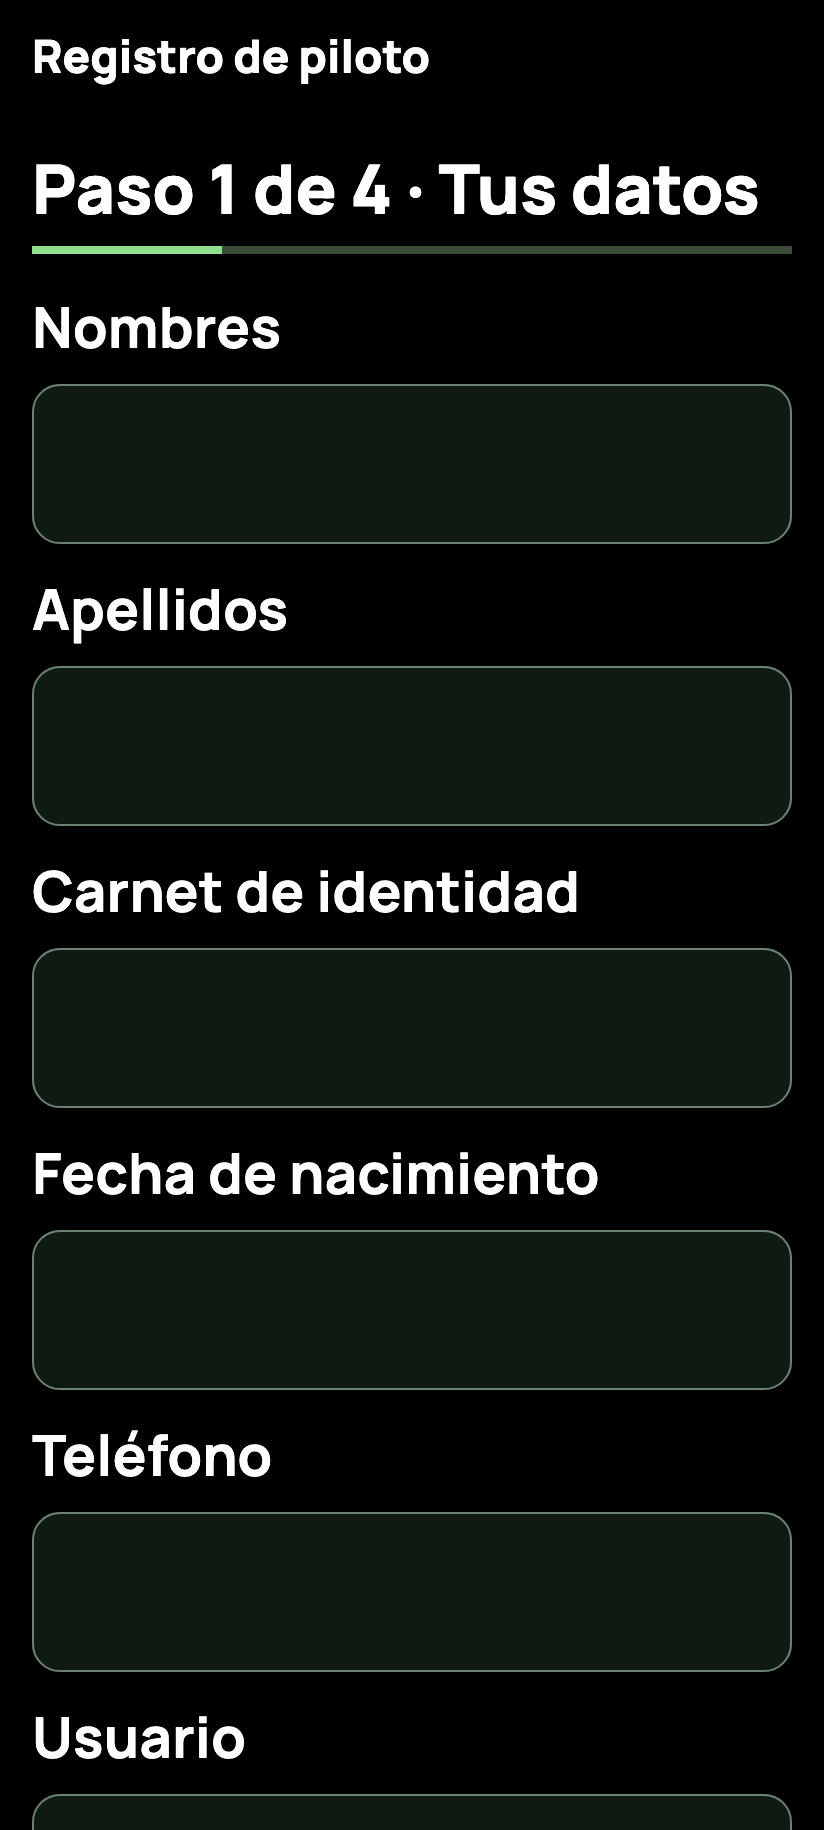 Registro de piloto
Paso 1 de 4 · Tus datos
Nombres
Apellidos
Carnet de identidad
Fecha de nacimiento
Teléfono
Usuario